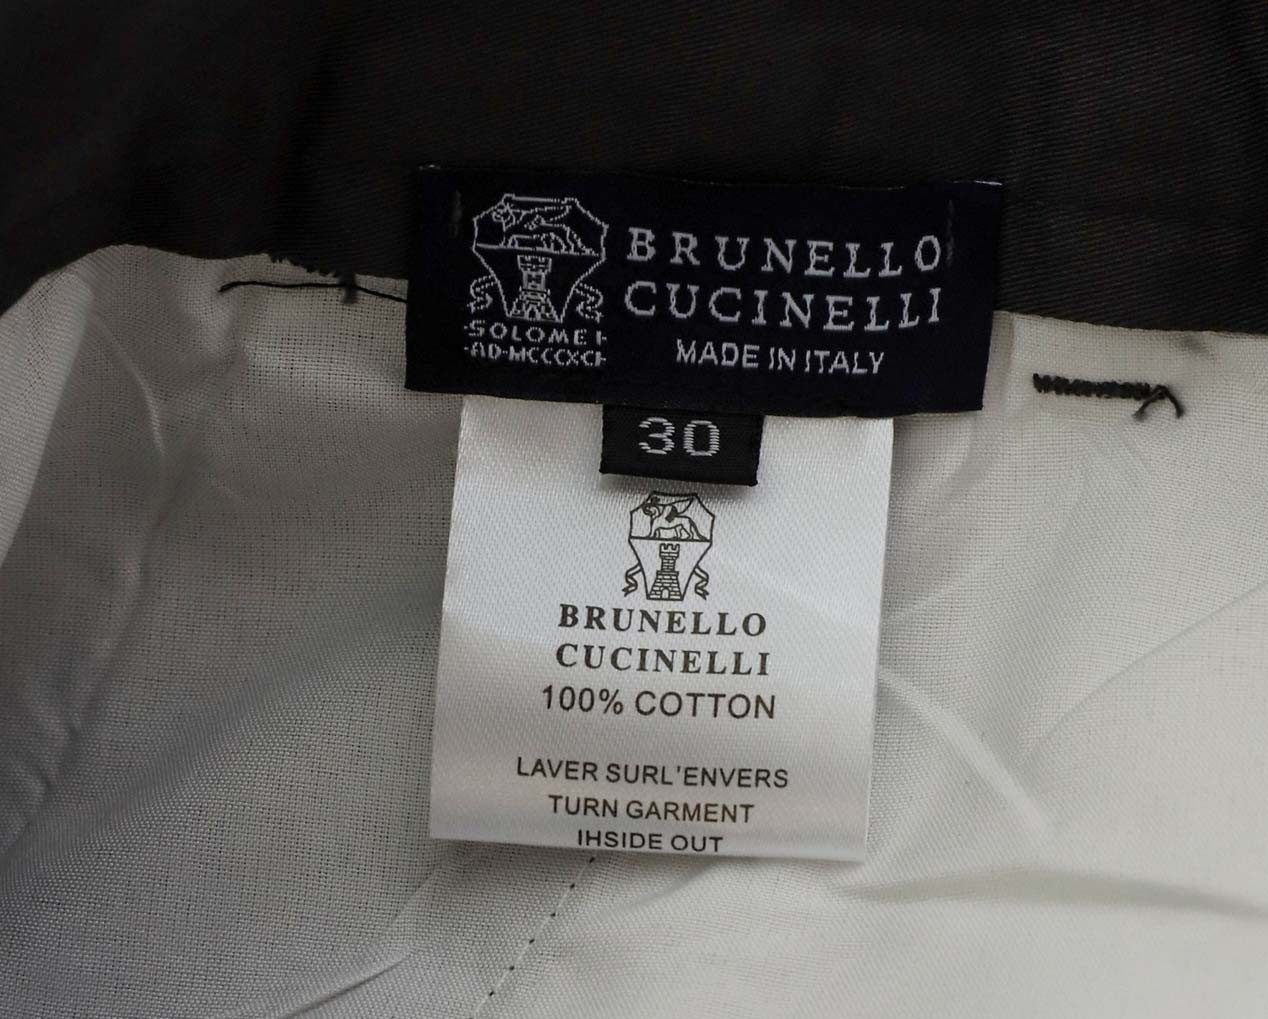 BRUNELLO
CUCINELLI
MADE IN ITALY
·SOLOMEI·
·AD·MCCCXCI·
30
BRUNELLO
CUCINELLI
100% COTTON
LAVER SURL'ENVERS
TURN GARMENT
IHSIDE OUT